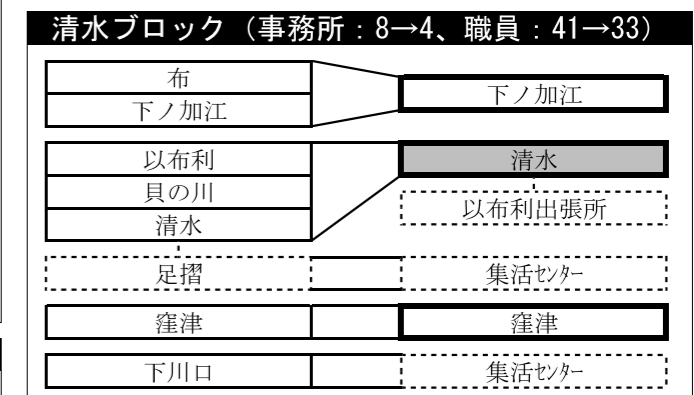 清水ブロック（事務所：8→4、職員：41→33）
布
下ノ加江
下ノ加江
以布利
貝の川
清水
清水
以布利出張所
足摺
集活ｾﾝﾀｰ
窪津
窪津
下川口
集活ｾﾝﾀｰ